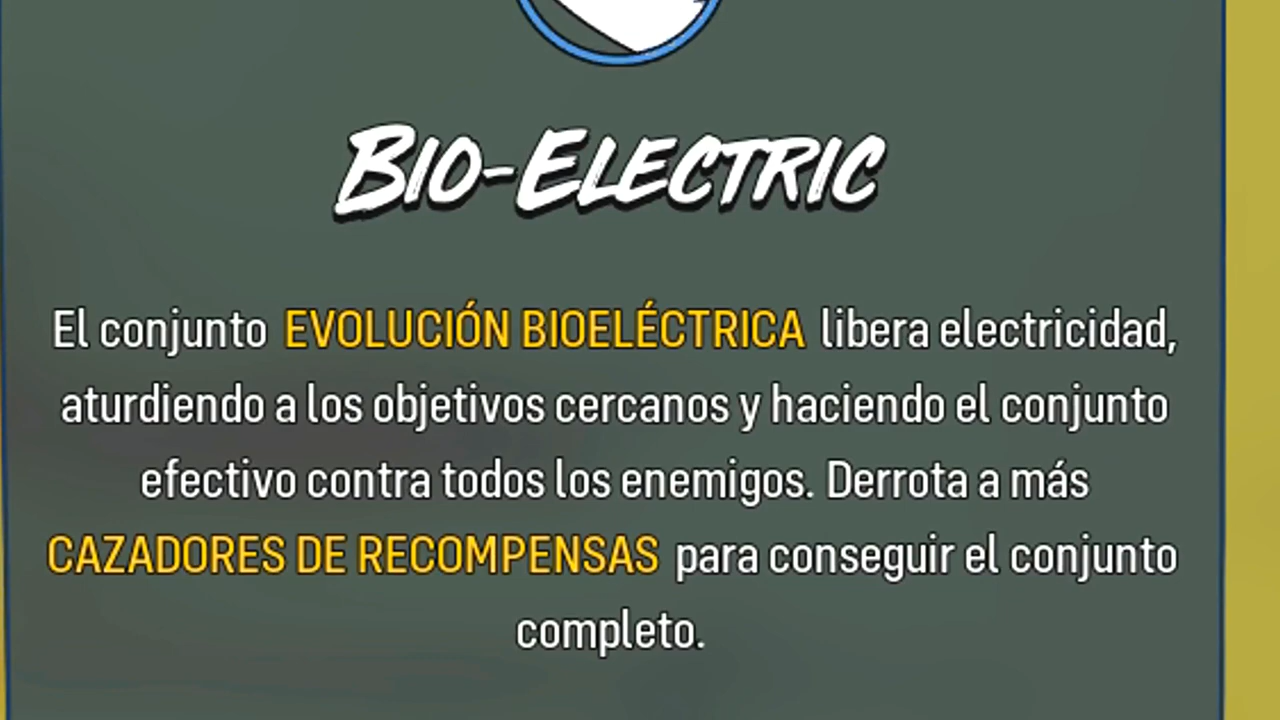 Bio-Electric
El conjunto EVOLUCIÓN BIOELÉCTRICA libera electricidad,
aturdiendo a los objetivos cercanos y haciendo el conjunto
efectivo contra todos los enemigos. Derrota a más
CAZADORES DE RECOMPENSAS para conseguir el conjunto
completo.